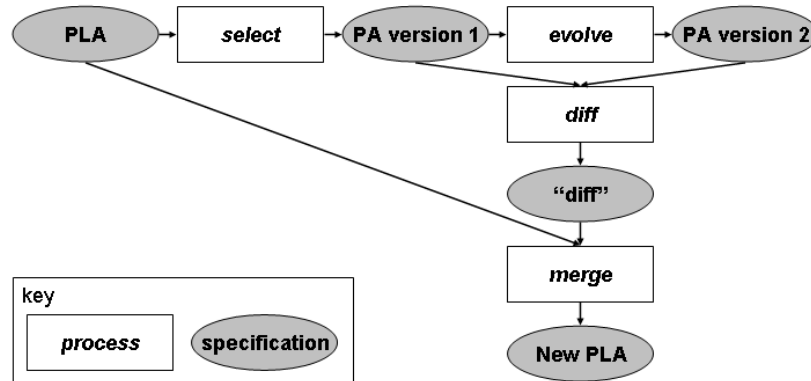 PLA
select
PA version 1
evolve
PA version 2
diff
“diff”
merge
New PLA
key
process
specification